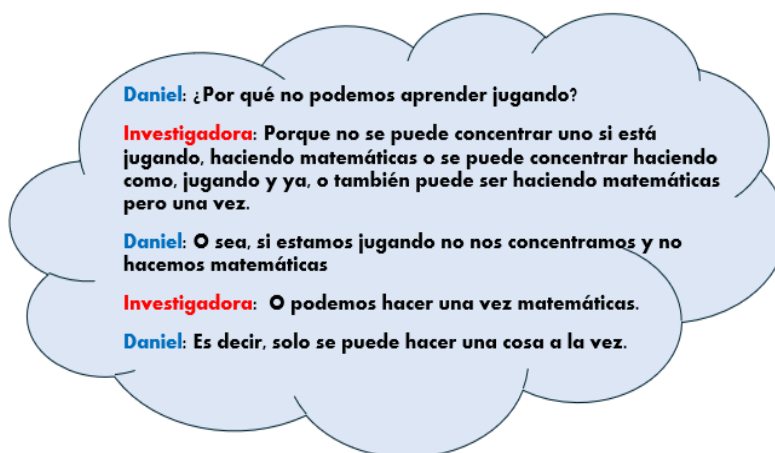 Daniel: ¿Por qué no podemos aprender jugando?
Investigadora: Porque no se puede concentrar uno si está
jugando, haciendo matemáticas o se puede concentrar haciendo
como, jugando y ya, o también puede ser haciendo matemáticas
pero una vez.
Daniel: O sea, si estamos jugando no nos concentramos y no
hacemos matemáticas
Investigadora: O podemos hacer una vez matemáticas.
Daniel: Es decir, solo se puede hacer una cosa a la vez.